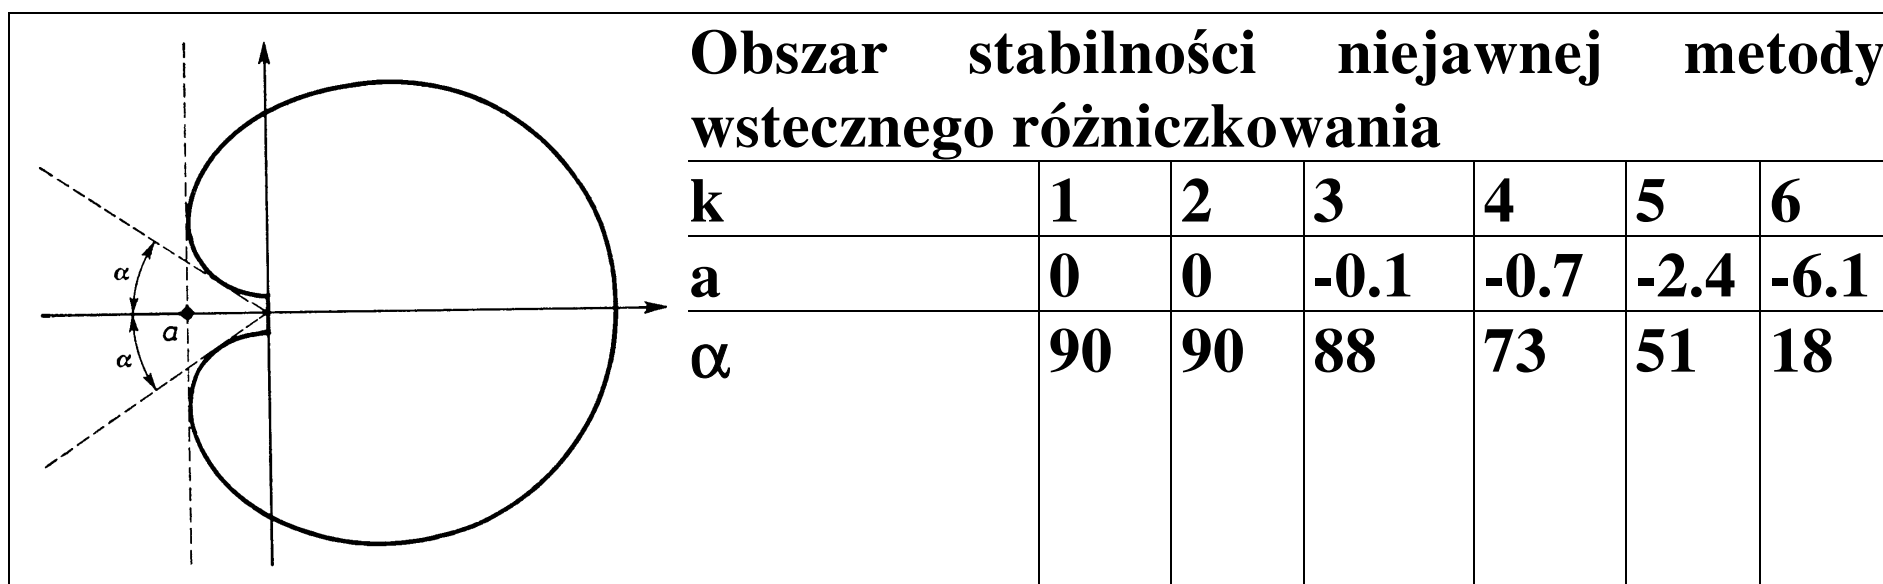 Obszar stabilności niejawnej metody
wstecznego różniczkowania
k 1 2 3 4 5 6
a 0 0 -0.1 -0.7 -2.4 -6.1
α 90 90 88 73 51 18
α
a
α